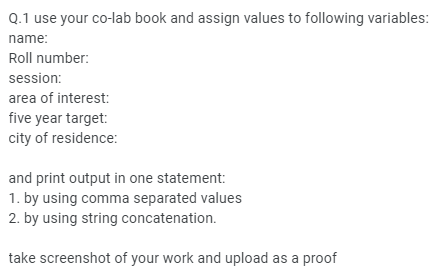 Q.1 use your co-lab book and assign values to following variables:
name:
Roll number:
session:
area of interest:
five year target:
city of residence:
and print output in one statement:
1. by using comma separated values
2. by using string concatenation.
take screenshot of your work and upload as a proof